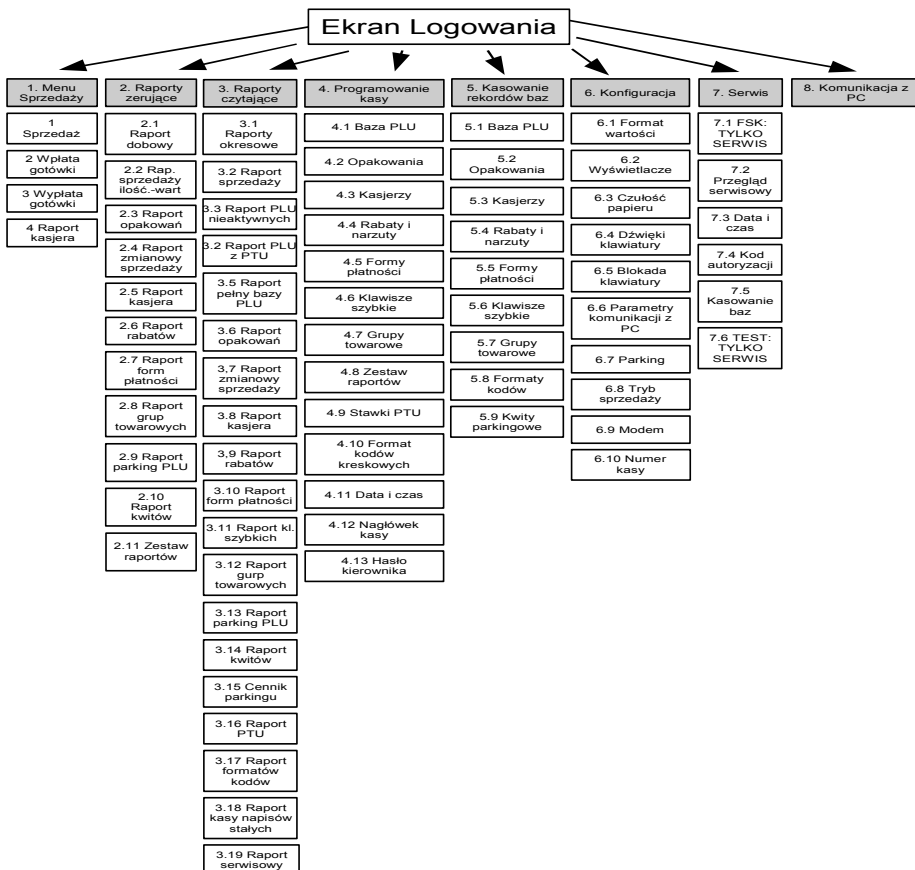 Ekran Logowania
1. Menu
Sprzedaży
1
Sprzedaż
2 Wpłata
gotówki
3 Wypłata
gotówki
4 Raport
kasjera
2. Raporty
zerujące
2.1
Raport
dobowy
2.2 Rap.
sprzedaży
ilość.-wart
2.3 Raport
opakowań
2.4 Raport
zmianowy
sprzedaży
2.5 Raport
kasjera
2.6 Raport
rabatów
2.7 Raport
form
płatności
2.8 Raport
grup
towarowych
2.9 Raport
parking PLU
2.10
Raport
kwitów
2.11 Zestaw
raportów
3. Raporty
czytające
3.1
Raporty
okresowe
3.2 Raport
sprzedaży
3.3 Raport PLU
nieaktywnych
3.2 Raport PLU
z PTU
3.5 Raport
pełny bazy
PLU
3.6 Raport
opakowań
3,7 Raport
zmianowy
sprzedaży
3.8 Raport
kasjera
3,9 Raport
rabatów
3.10 Raport
form płatności
3.11 Raport kl.
szybkich
3.12 Raport
gurp
towarowych
3.13 Raport
parking PLU
3.14 Raport
kwitów
3.15 Cennik
parkingu
3.16 Raport
PTU
3.17 Raport
formatów
kodów
3.18 Raport
kasy napisów
stałych
3.19 Raport
serwisowy
4. Programowanie
kasy
4.1 Baza PLU
4.2 Opakowania
4.3 Kasjerzy
4.4 Rabaty i
narzuty
4.5 Formy
płatności
4.6 Klawisze
szybkie
4.7 Grupy
towarowe
4.8 Zestaw
raportów
4.9 Stawki PTU
4.10 Format
kodów
kreskowych
4.11 Data i czas
4.12 Nagłówek
kasy
4.13 Hasło
kierownika
5. Kasowanie
rekordów baz
5.1 Baza PLU
5.2
Opakowania
5.3 Kasjerzy
5.4 Rabaty i
narzuty
5.5 Formy
płatności
5.6 Klawisze
szybkie
5.7 Grupy
towarowe
5.8 Formaty
kodów
5.9 Kwity
parkingowe
6. Konfiguracja
6.1 Format
wartości
6.2
Wyświetlacze
6.3 Czułość
papieru
6.4 Dźwięki
klawiatury
6.5 Blokada
klawiatury
6.6 Parametry
komunikacji z
PC
6.7 Parking
6.8 Tryb
sprzedaży
6.9 Modem
6.10 Numer
kasy
7. Serwis
7.1 FSK:
TYLKO
SERWIS
7.2
Przegląd
serwisowy
7.3 Data i
czas
7.4 Kod
autoryzacji
7.5
Kasowanie
baz
7.6 TEST:
TYLKO
SERWIS
8. Komunikacja z
PC